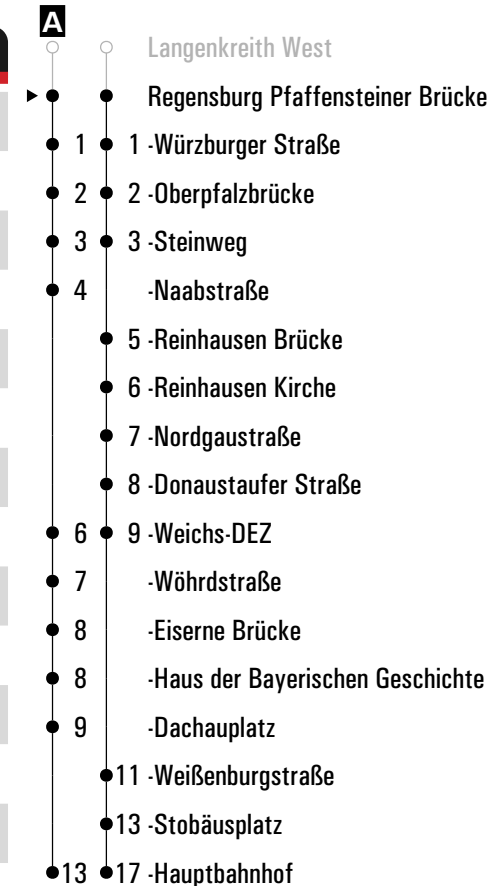 A
Langenkreith West
Regensburg Pfaffensteiner Brücke
1 1 -Würzburger Straße
2 2 -Oberpfalzbrücke
3 3 -Steinweg
4 -Naabstraße
5 -Reinhausen Brücke
6 -Reinhausen Kirche
7 -Nordgaustraße
8 -Donaustaufer Straße
6 9 -Weichs-DEZ
7 -Wöhrdstraße
8 -Eiserne Brücke
8 -Haus der Bayerischen Geschichte
9 -Dachauplatz
11 -Weißenburgstraße
13 -Stobäusplatz
13 17 -Hauptbahnhof